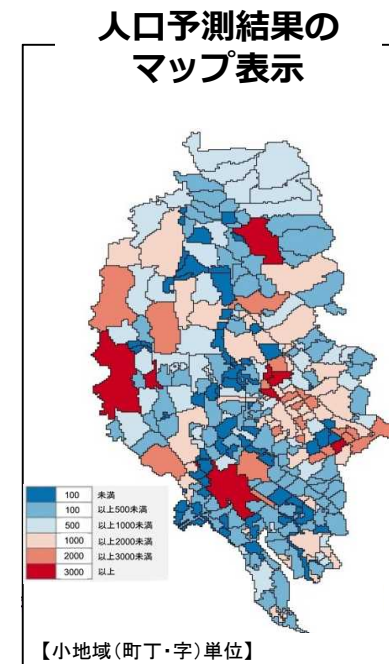 人口予測結果の
マップ表示
100 未満
100 以上500未満
500 以上1000未満
1000 以上2000未満
2000 以上3000未満
3000 以上
【小地域(町丁・字)単位】